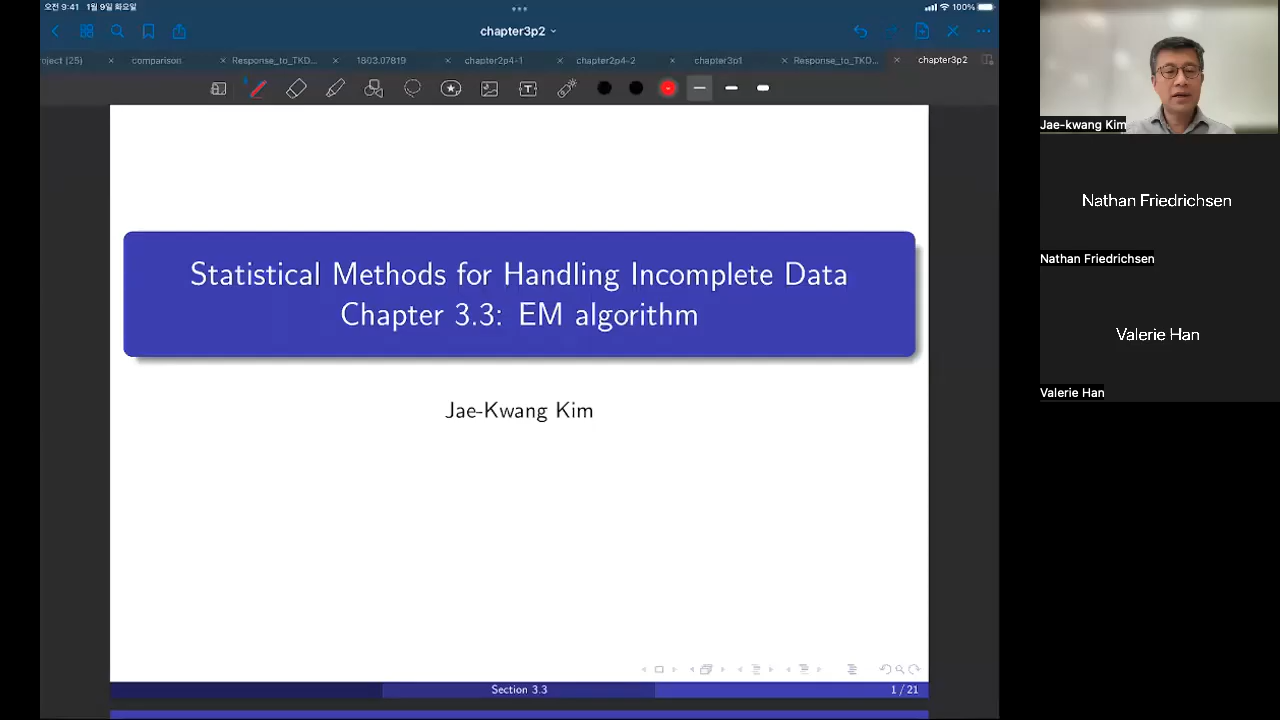 오전 9:41 1월 9일 화요일
100%
chapter3p2
roject (25)
comparison
Response_to_TKD...
1803.07819
chapter2p4-1
chapter2p4-2
chapter3p1
Response_to_TKD...
chapter3p2
Statistical Methods for Handling Incomplete Data
Chapter 3.3: EM algorithm
Jae-Kwang Kim
Section 3.3
1 / 21
Jae-kwang Kim
Nathan Friedrichsen
Nathan Friedrichsen
Valerie Han
Valerie Han